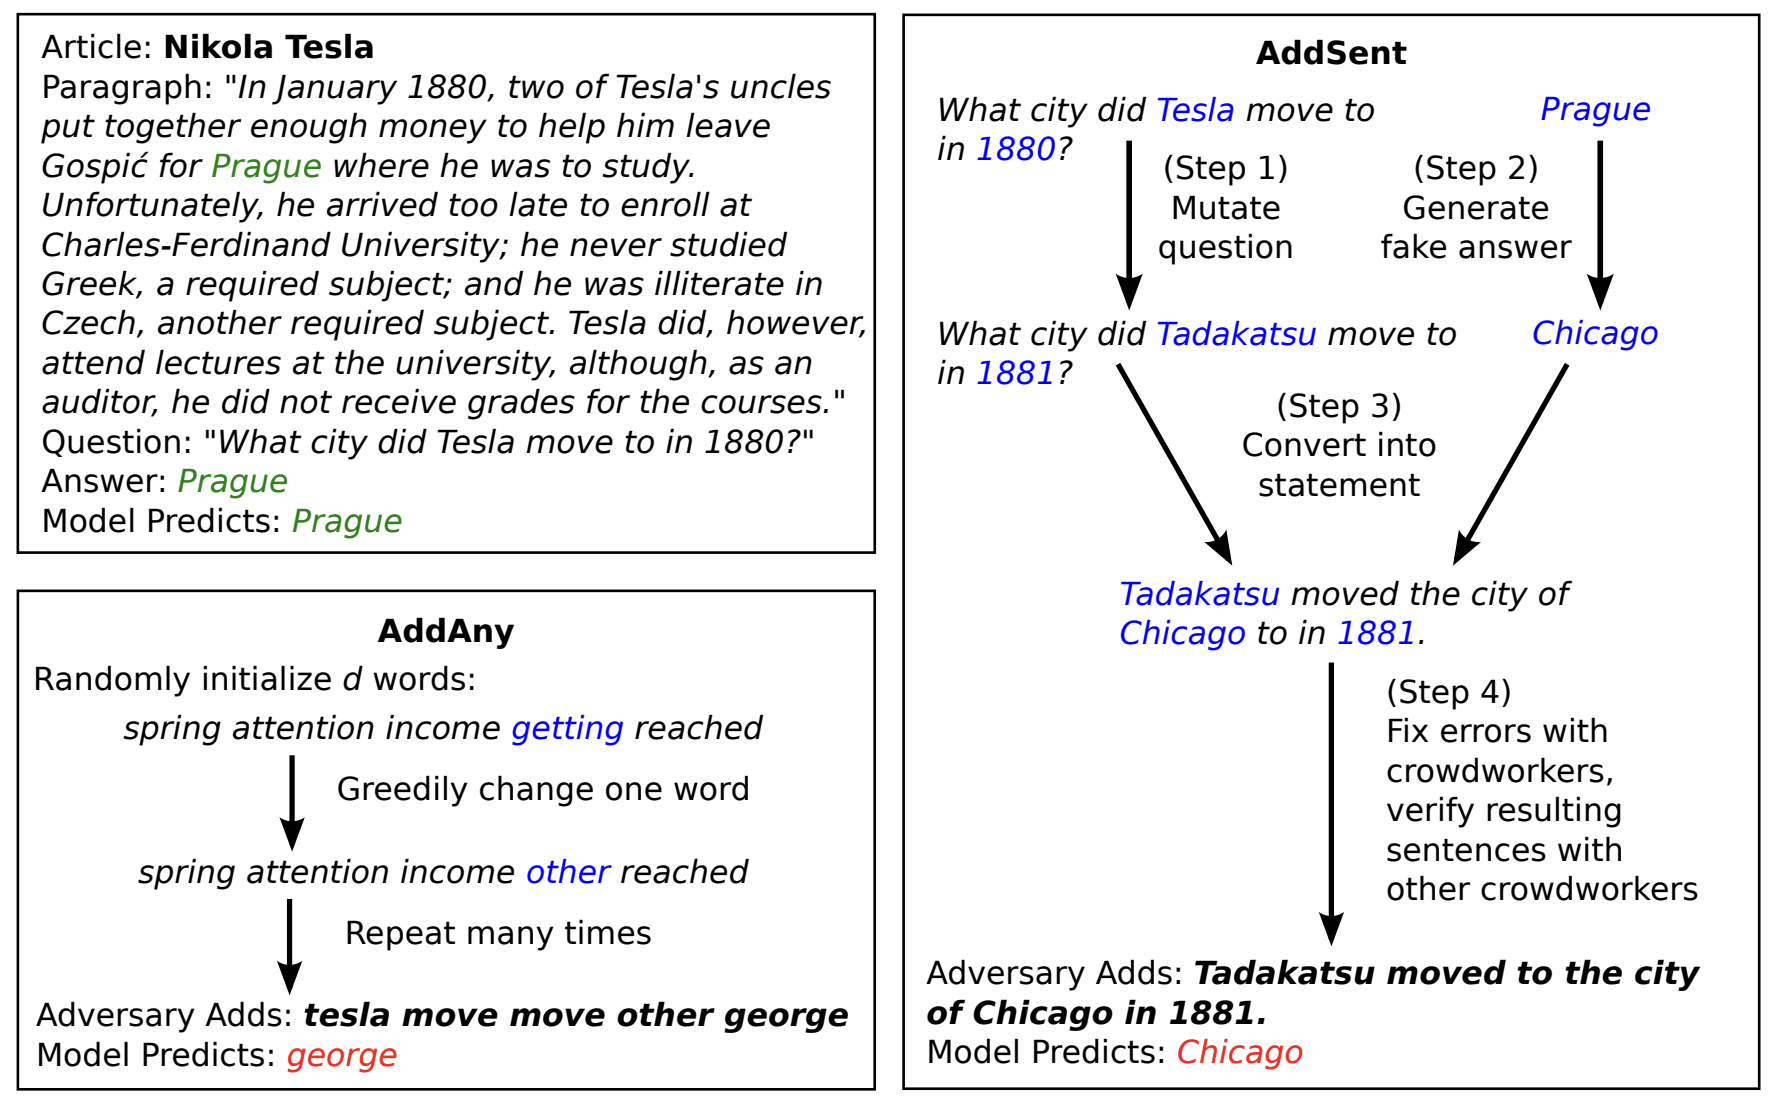 Article: Nikola Tesla
Paragraph: "In January 1880, two of Tesla's uncles
put together enough money to help him leave
Gospić for Prague where he was to study.
Unfortunately, he arrived too late to enroll at
Charles-Ferdinand University; he never studied
Greek, a required subject; and he was illiterate in
Czech, another required subject. Tesla did, however,
attend lectures at the university, although, as an
auditor, he did not receive grades for the courses."
Question: "What city did Tesla move to in 1880?"
Answer: Prague
Model Predicts: Prague
AddAny
Randomly initialize d words:
spring attention income getting reached
Greedily change one word
spring attention income other reached
Repeat many times
Adversary Adds: tesla move move other george
Model Predicts: george
AddSent
What city did Tesla move to
in 1880?
Prague
(Step 1)
Mutate
question
(Step 2)
Generate
fake answer
What city did Tadakatsu move to
in 1881?
Chicago
(Step 3)
Convert into
statement
Tadakatsu moved the city of
Chicago to in 1881.
(Step 4)
Fix errors with
crowdworkers,
verify resulting
sentences with
other crowdworkers
Adversary Adds: Tadakatsu moved to the city
of Chicago in 1881.
Model Predicts: Chicago